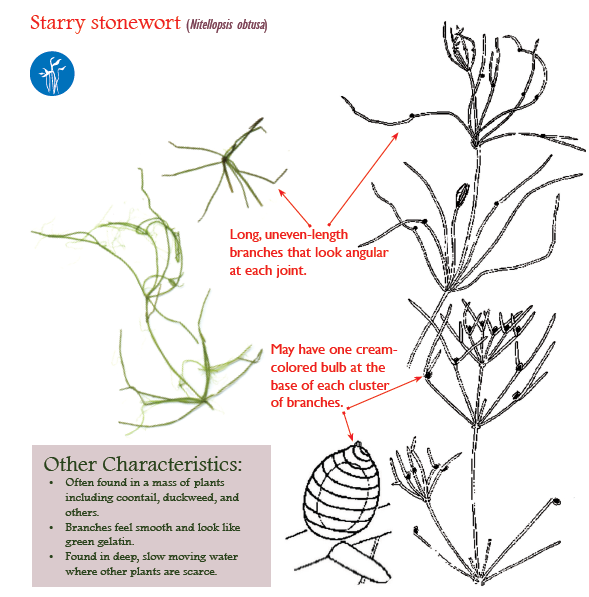 Starry stonewort (Nitellopsis obtusa)
Long, uneven-length
branches that look angular
at each joint.
May have one cream-
colored bulb at the
base of each cluster
of branches.
Other Characteristics:
• Often found in a mass of plants
including coontail, duckweed, and
others.
• Branches feel smooth and look like
green gelatin.
• Found in deep, slow moving water
where other plants are scarce.